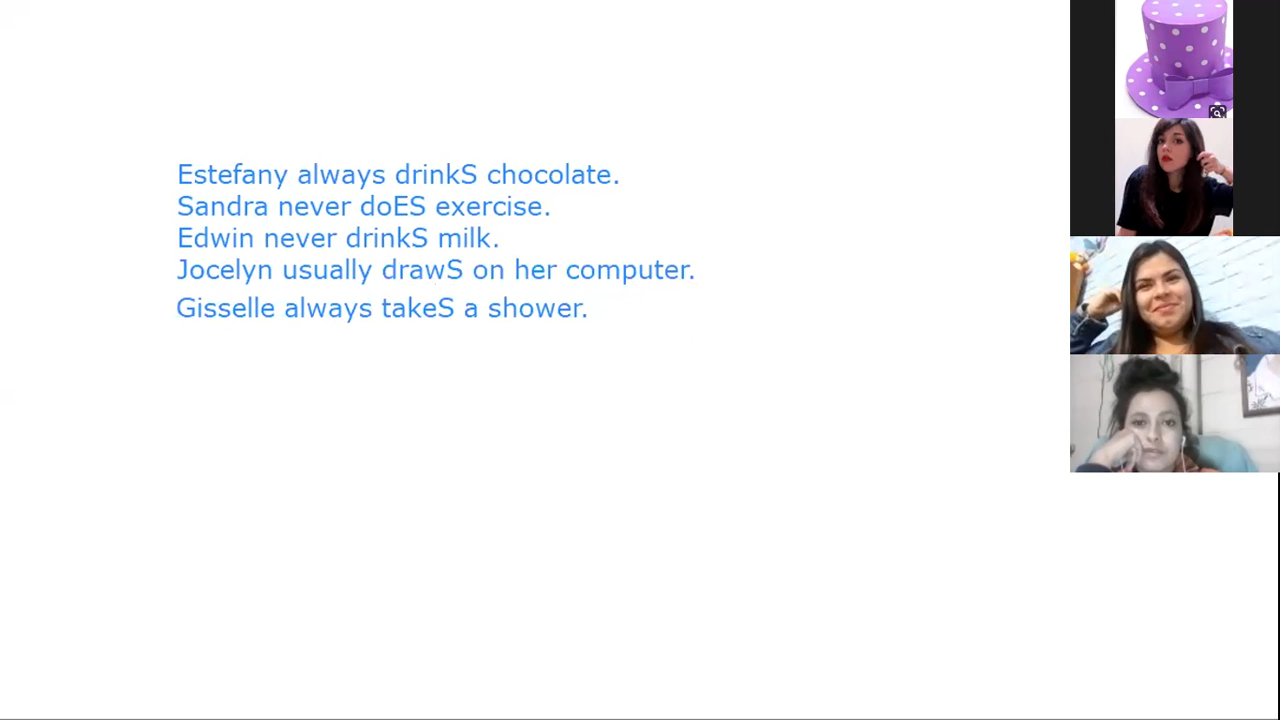 Estefany always drinkS chocolate.
Sandra never doES exercise.
Edwin never drinkS milk.
Jocelyn usually drawS on her computer.
Gisselle always takeS a shower.